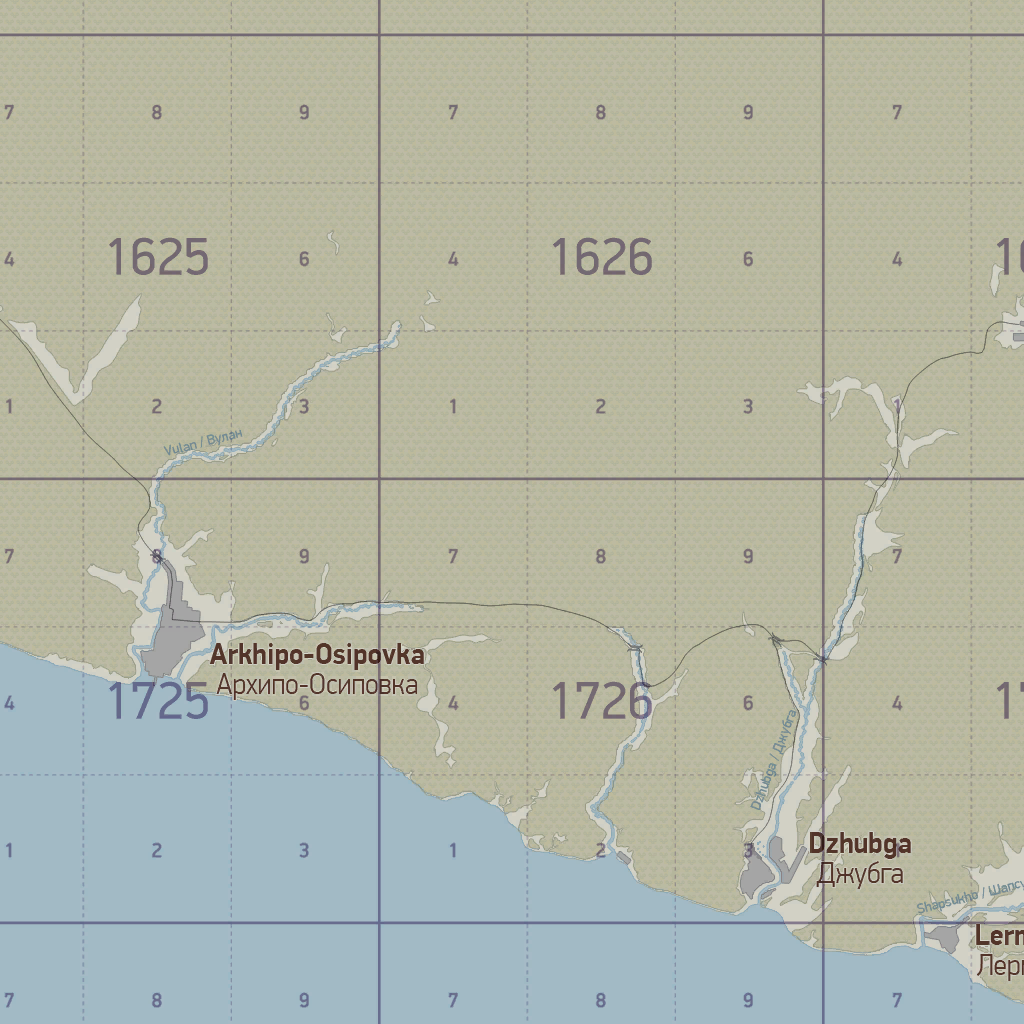 7 8 9 7 8 9 7
1625 1626
4 6 4 6 4
1 2 3 1 2 3 1
Vulan / Вулан
7 8 9 7 8 9 7
Arkhipo-Osipovka
Архипо-Осиповка
1725 1726
4 6 4 6 4
Dzhubga / Джубга
Dzhubga
Джубга
1 2 3 1 2 3 1
Shapsukho /
7 8 9 7 8 9 7